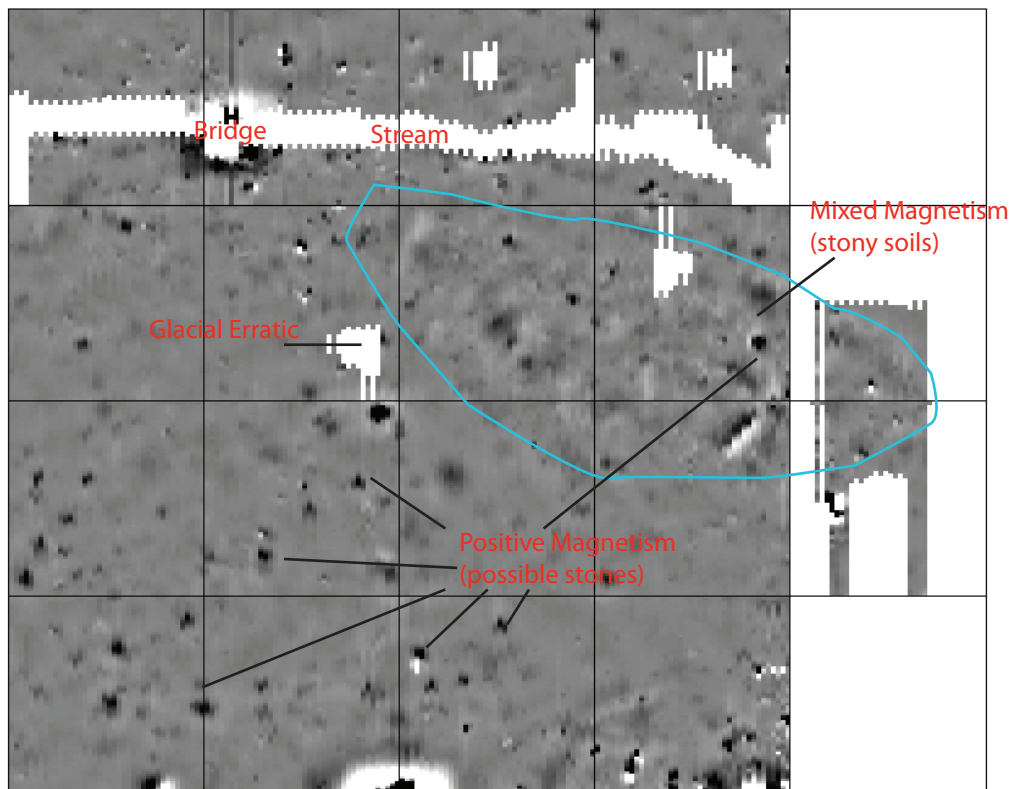 Bridge
Stream
Mixed Magnetism
(stony soils)
Glacial Erratic
Positive Magnetism
(possible stones)